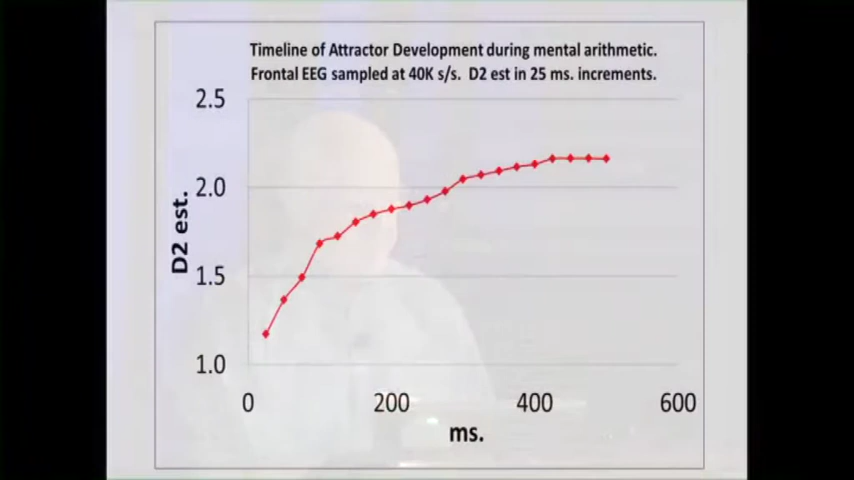 Timeline of Attractor Development during mental arithmetic.
Frontal EEG sampled at 40K s/s. D2 est in 25 ms. increments.
2.5
2.0
1.5
1.0
D2 est.
0 200 400 600
ms.